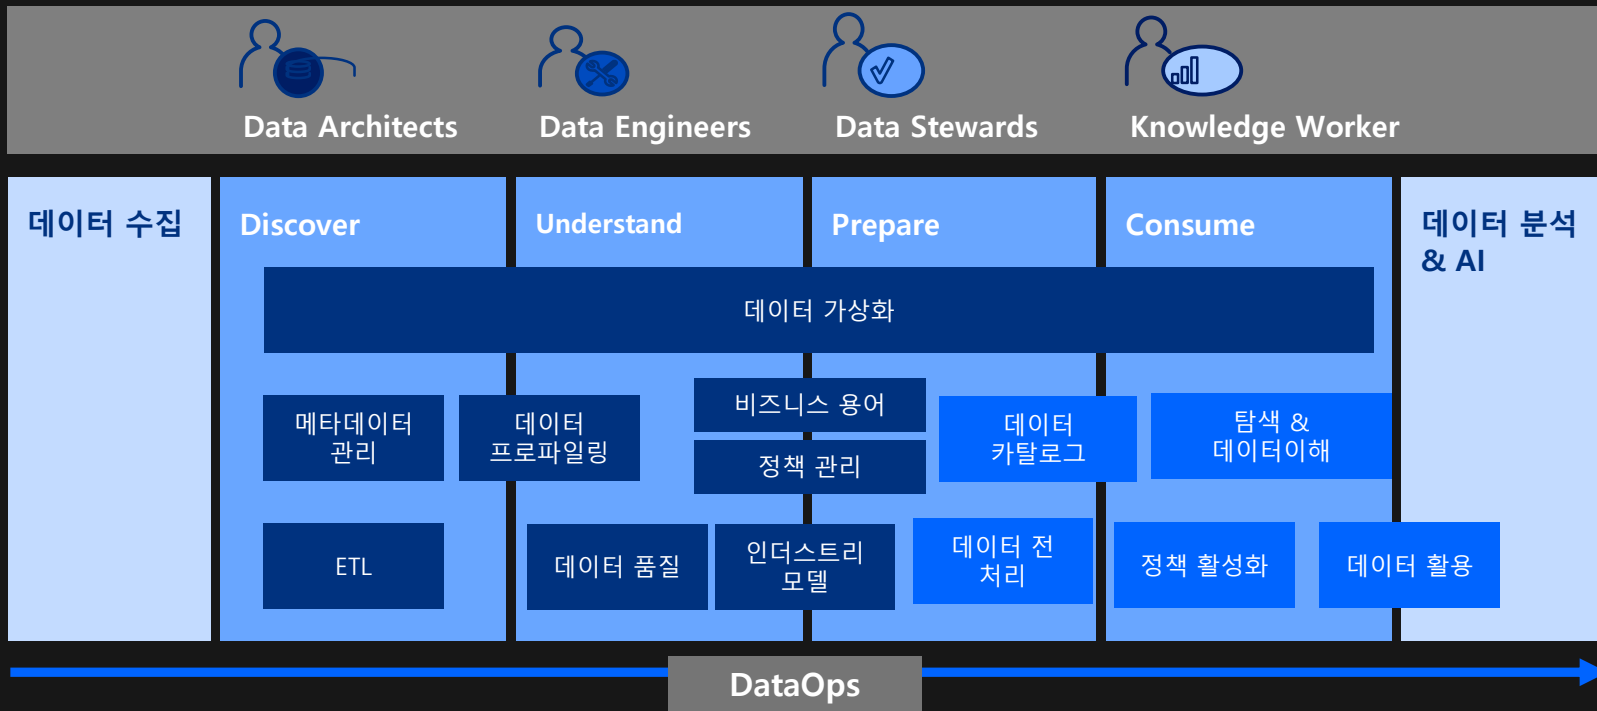 Data Architects
Data Engineers
Data Stewards
Knowledge Worker
데이터 수집
Discover
Understand
Prepare
Consume
데이터 분석
& AI
데이터 가상화
메타데이터
관리
데이터
프로파일링
비즈니스 용어
정책 관리
데이터
카탈로그
탐색 &
데이터이해
ETL
데이터 품질
인더스트리
모델
데이터 전
처리
정책 활성화
데이터 활용
DataOps